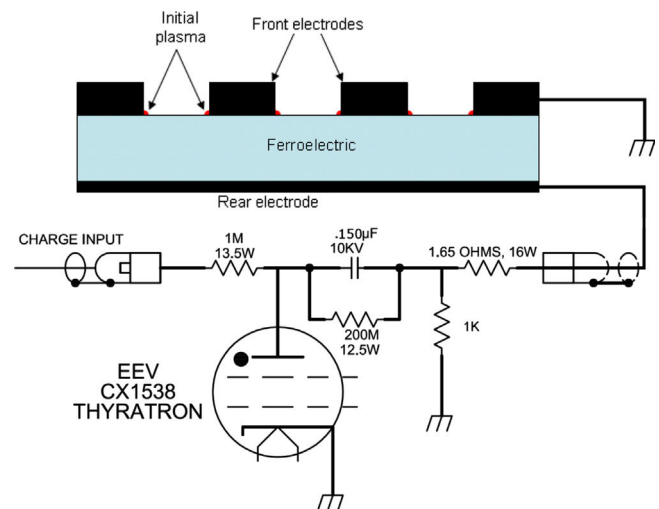 Initial
plasma
Front electrodes
Ferroelectric
Rear electrode
CHARGE INPUT
1M
13.5W
.150µF
10KV
1.65 OHMS, 16W
200M
12.5W
1K
EEV
CX1538
THYRATRON